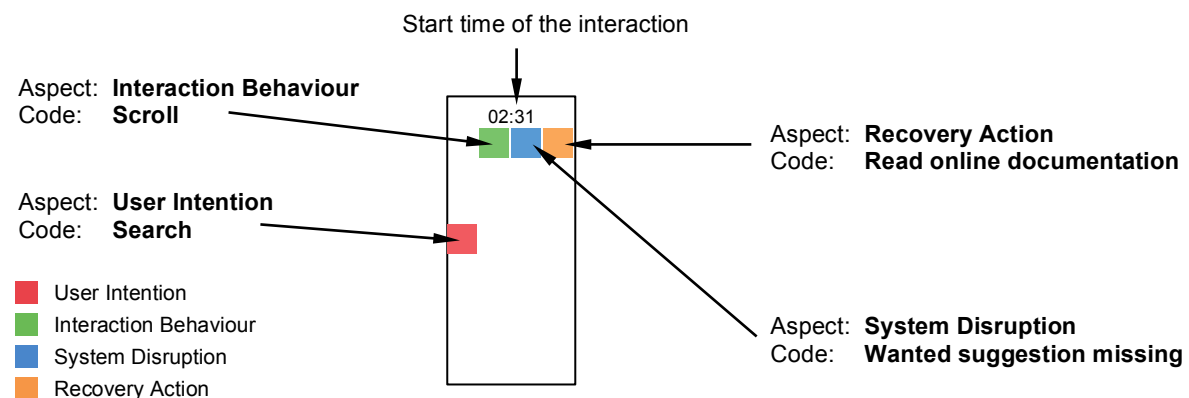 Start time of the interaction
Aspect: Interaction Behaviour
Code: Scroll
02:31
Aspect: Recovery Action
Code: Read online documentation
Aspect: User Intention
Code: Search
User Intention
Interaction Behaviour
System Disruption
Recovery Action
Aspect: System Disruption
Code: Wanted suggestion missing